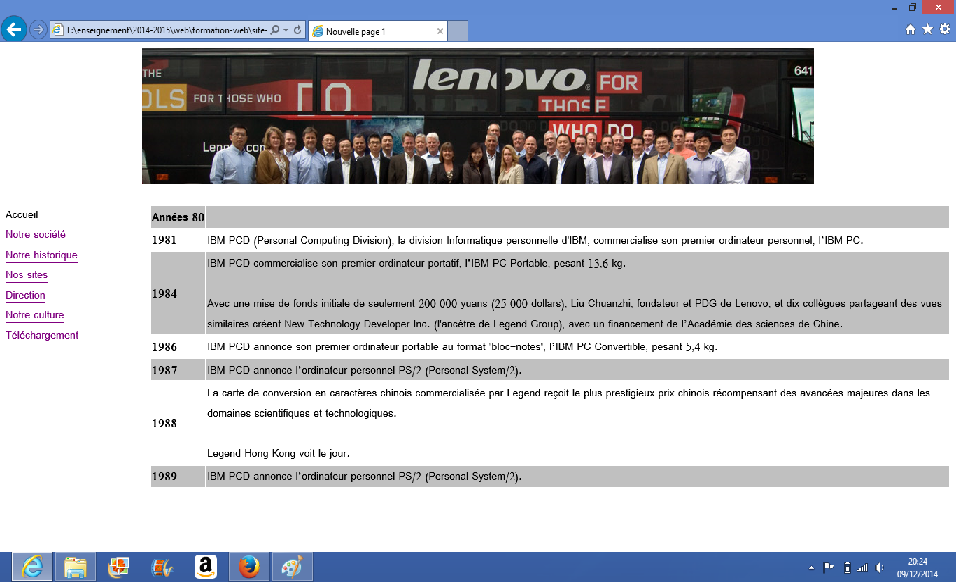 L:\enseignement\2014-2015\web\formation-web\site-
Nouvelle page 1
THE
OLS
FOR THOSE WHO
DO
lenovo FOR
THOSE
WHO DO
641
Lenovo.com
Accueil
Notre société
Notre historique
Nos sites
Direction
Notre culture
Téléchargement
Années 80
1981
IBM PCD (Personal Computing Division), la division Informatique personnelle d'IBM, commercialise son premier ordinateur personnel, l'IBM PC.
1984
IBM PCD commercialise son premier ordinateur portatif, l'IBM PC Portable, pesant 13,6 kg.
Avec une mise de fonds initiale de seulement 200 000 yuans (25 000 dollars), Liu Chuanzhi, fondateur et PDG de Lenovo, et dix collègues partageant des vues
similaires créent New Technology Developer Inc. (l'ancêtre de Legend Group), avec un financement de l'Académie des sciences de Chine.
1986
IBM PCD annonce son premier ordinateur portable au format 'bloc-notes', l'IBM PC Convertible, pesant 5,4 kg.
1987
IBM PCD annonce l'ordinateur personnel PS/2 (Personal System/2).
1988
La carte de conversion en caractères chinois commercialisée par Legend reçoit le plus prestigieux prix chinois récompensant des avancées majeures dans les
domaines scientifiques et technologiques.
Legend Hong Kong voit le jour.
1989
IBM PCD annonce l'ordinateur personnel PS/2 (Personal System/2).
20:24
09/12/2014